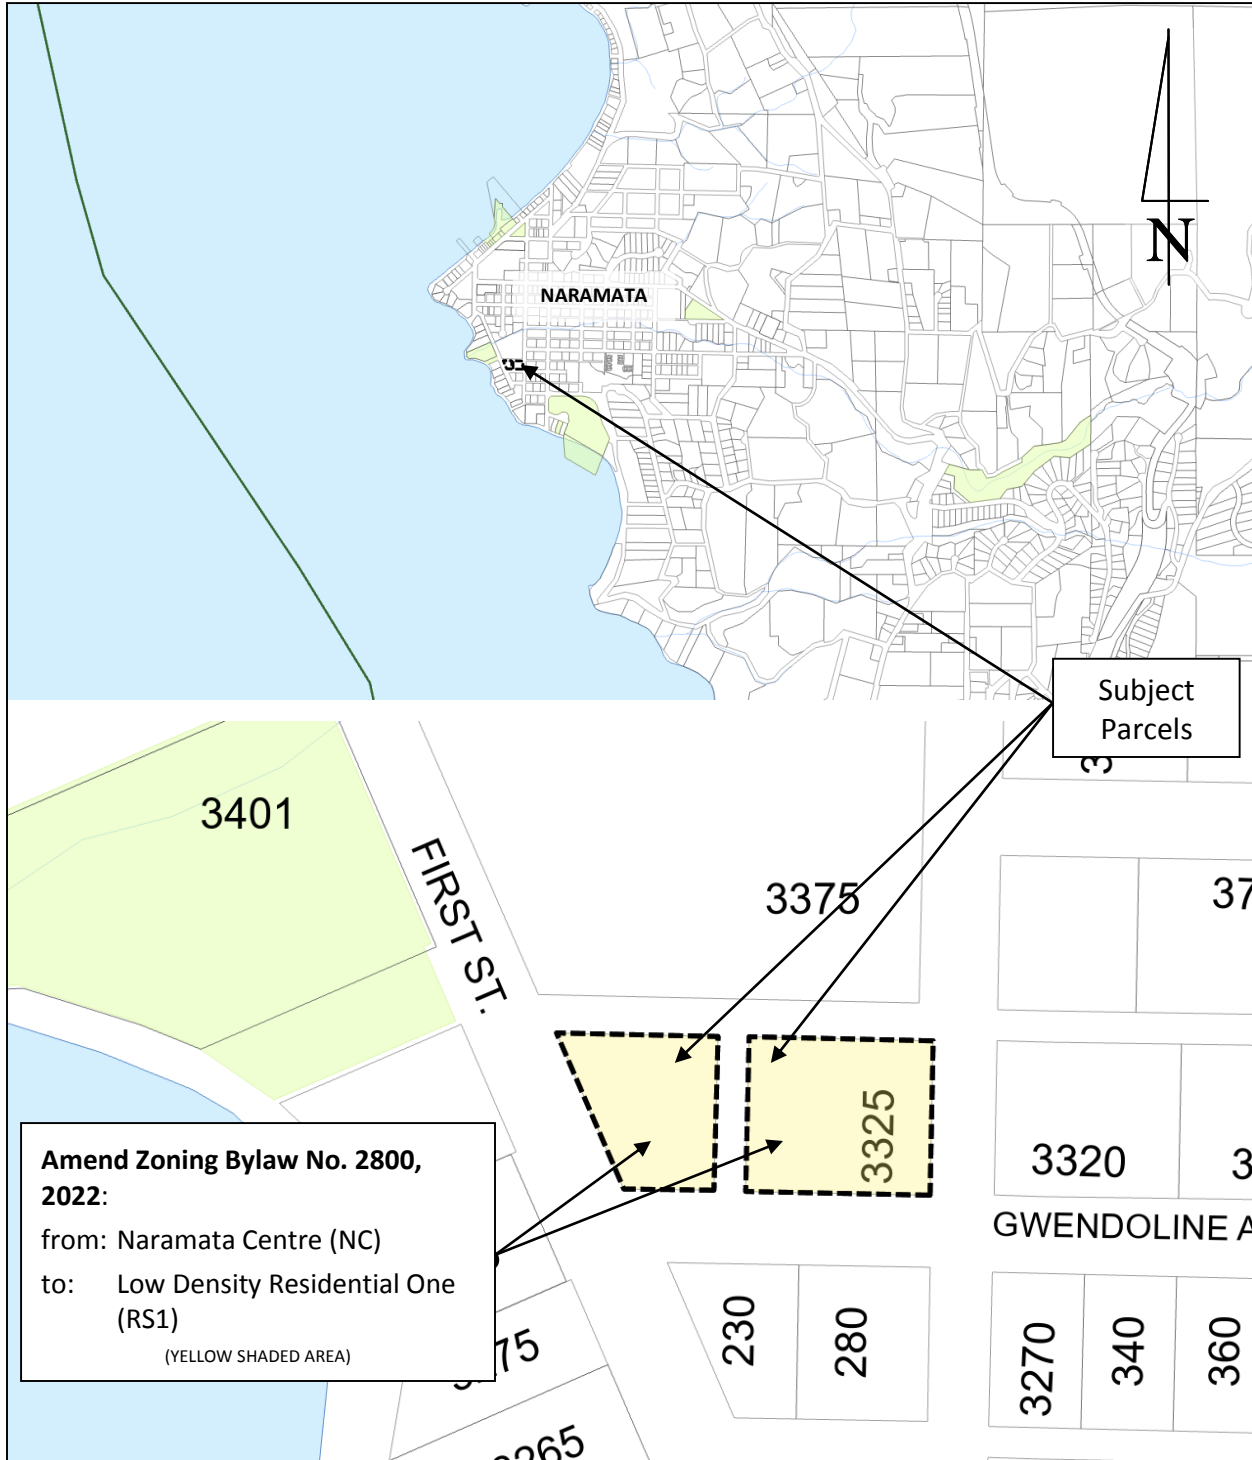 N
NARAMATA
Subject
Parcels
3401
FIRST ST.
3375
3325
3320
GWENDOLINE A
Amend Zoning Bylaw No. 2800,
2022:
from: Naramata Centre (NC)
to: Low Density Residential One
(RS1)
(YELLOW SHADED AREA)
230
280
3270
340
360